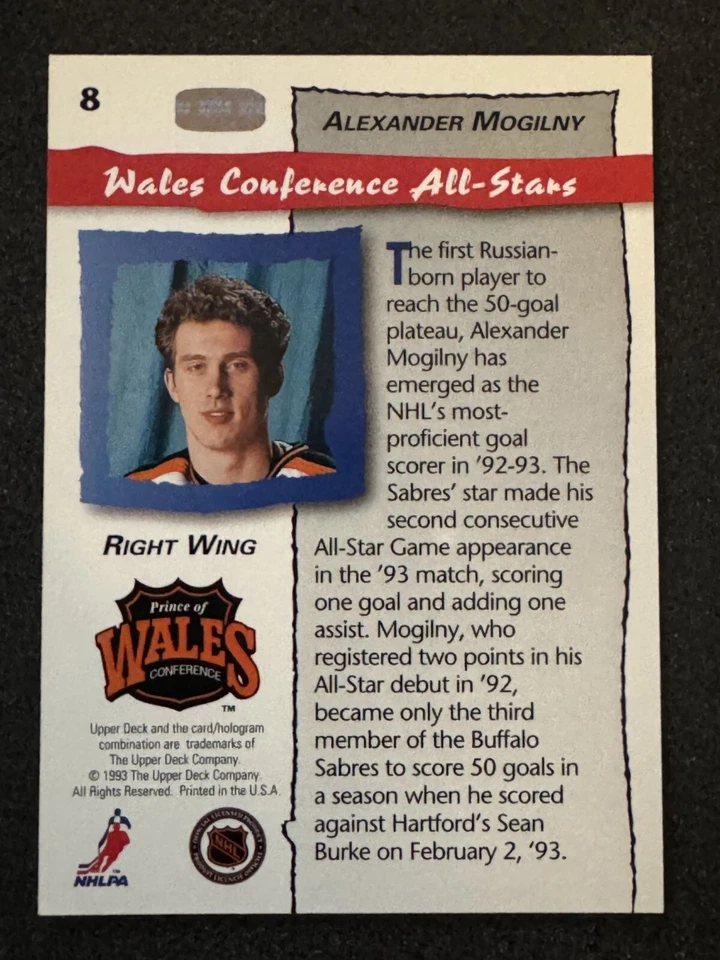 8
ALEXANDER MOGILNY
Wales Conference All-Stars
The first Russian-
born player to
reach the 50-goal
plateau, Alexander
Mogilny has
emerged as the
NHL's most-
proficient goal
scorer in '92-93. The
Sabres' star made his
second consecutive
All-Star Game appearance
in the '93 match, scoring
one goal and adding one
assist. Mogilny, who
registered two points in his
All-Star debut in '92,
became only the third
member of the Buffalo
Sabres to score 50 goals in
a season when he scored
against Hartford's Sean
Burke on February 2, '93.
RIGHT WING
Prince of
WALES
CONFERENCE
TM
Upper Deck and the card/hologram
combination are trademarks of
The Upper Deck Company.
© 1993 The Upper Deck Company.
All Rights Reserved. Printed in the U.S.A.
NHLPA
NHL